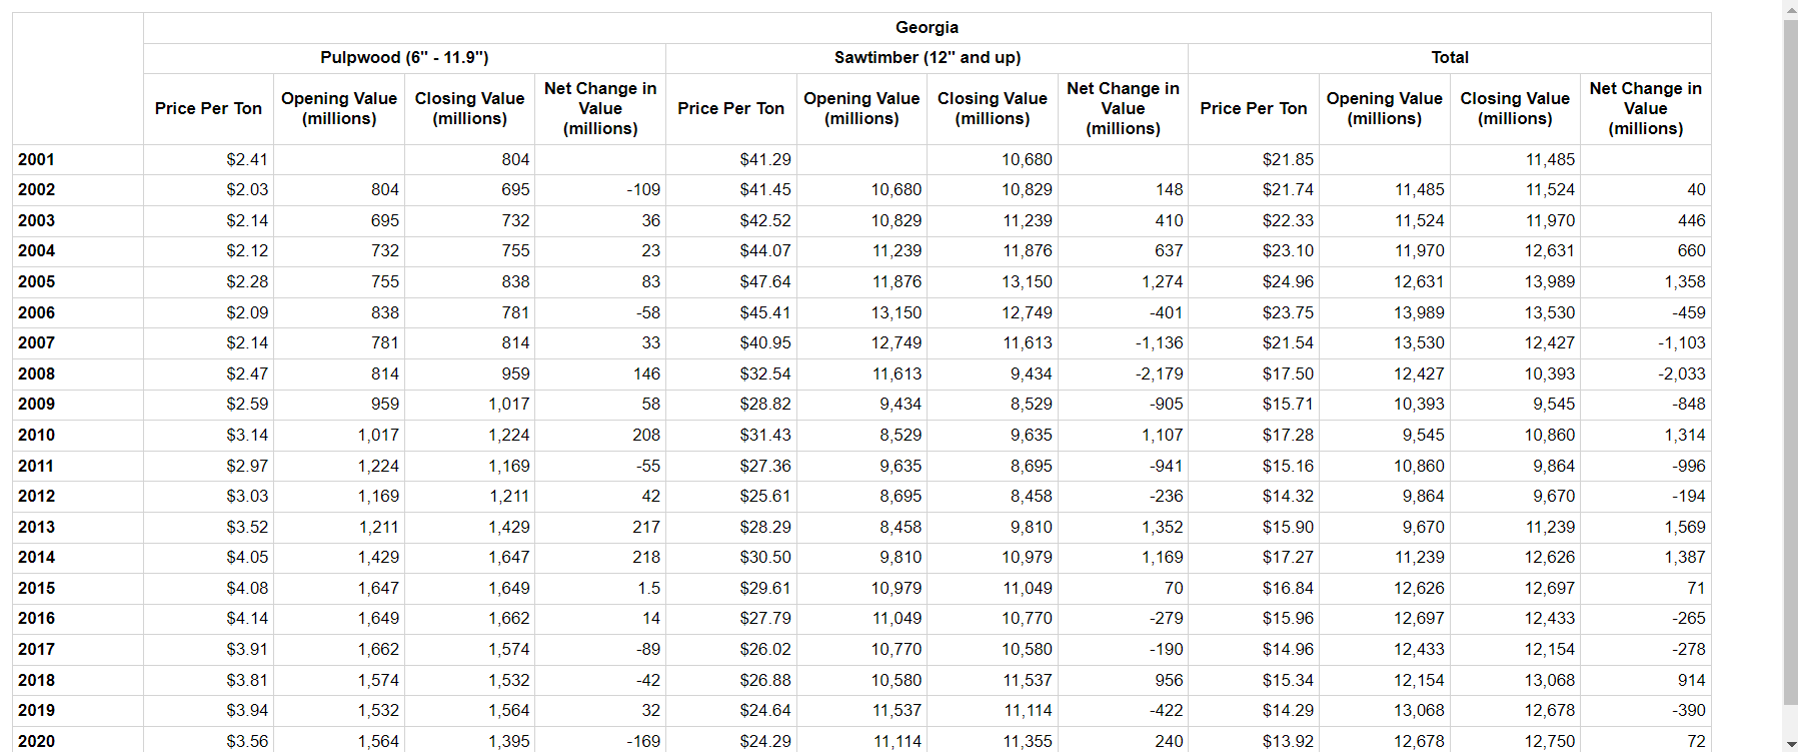 Georgia
Pulpwood (6" - 11.9") Sawtimber (12" and up) Total
Price Per Ton Opening Value (millions) Closing Value (millions) Net Change in Value (millions) Price Per Ton Opening Value (millions) Closing Value (millions) Net Change in Value (millions) Price Per Ton Opening Value (millions) Closing Value (millions) Net Change in Value (millions)
2001 $2.41 804 $41.29 10,680 $21.85 11,485
2002 $2.03 804 695 -109 $41.45 10,680 10,829 148 $21.74 11,485 11,524 40
2003 $2.14 695 732 36 $42.52 10,829 11,239 410 $22.33 11,524 11,970 446
2004 $2.12 732 755 23 $44.07 11,239 11,876 637 $23.10 11,970 12,631 660
2005 $2.28 755 838 83 $47.64 11,876 13,150 1,274 $24.96 12,631 13,989 1,358
2006 $2.09 838 781 -58 $45.41 13,150 12,749 -401 $23.75 13,989 13,530 -459
2007 $2.14 781 814 33 $40.95 12,749 11,613 -1,136 $21.54 13,530 12,427 -1,103
2008 $2.47 814 959 146 $32.54 11,613 9,434 -2,179 $17.50 12,427 10,393 -2,033
2009 $2.59 959 1,017 58 $28.82 9,434 8,529 -905 $15.71 10,393 9,545 -848
2010 $3.14 1,017 1,224 208 $31.43 8,529 9,635 1,107 $17.28 9,545 10,860 1,314
2011 $2.97 1,224 1,169 -55 $27.36 9,635 8,695 -941 $15.16 10,860 9,864 -996
2012 $3.03 1,169 1,211 42 $25.61 8,695 8,458 -236 $14.32 9,864 9,670 -194
2013 $3.52 1,211 1,429 217 $28.29 8,458 9,810 1,352 $15.90 9,670 11,239 1,569
2014 $4.05 1,429 1,647 218 $30.50 9,810 10,979 1,169 $17.27 11,239 12,626 1,387
2015 $4.08 1,647 1,649 1.5 $29.61 10,979 11,049 70 $16.84 12,626 12,697 71
2016 $4.14 1,649 1,662 14 $27.79 11,049 10,770 -279 $15.96 12,697 12,433 -265
2017 $3.91 1,662 1,574 -89 $26.02 10,770 10,580 -190 $14.96 12,433 12,154 -278
2018 $3.81 1,574 1,532 -42 $26.88 10,580 11,537 956 $15.34 12,154 13,068 914
2019 $3.94 1,532 1,564 32 $24.64 11,537 11,114 -422 $14.29 13,068 12,678 -390
2020 $3.56 1,564 1,395 -169 $24.29 11,114 11,355 240 $13.92 12,678 12,750 72